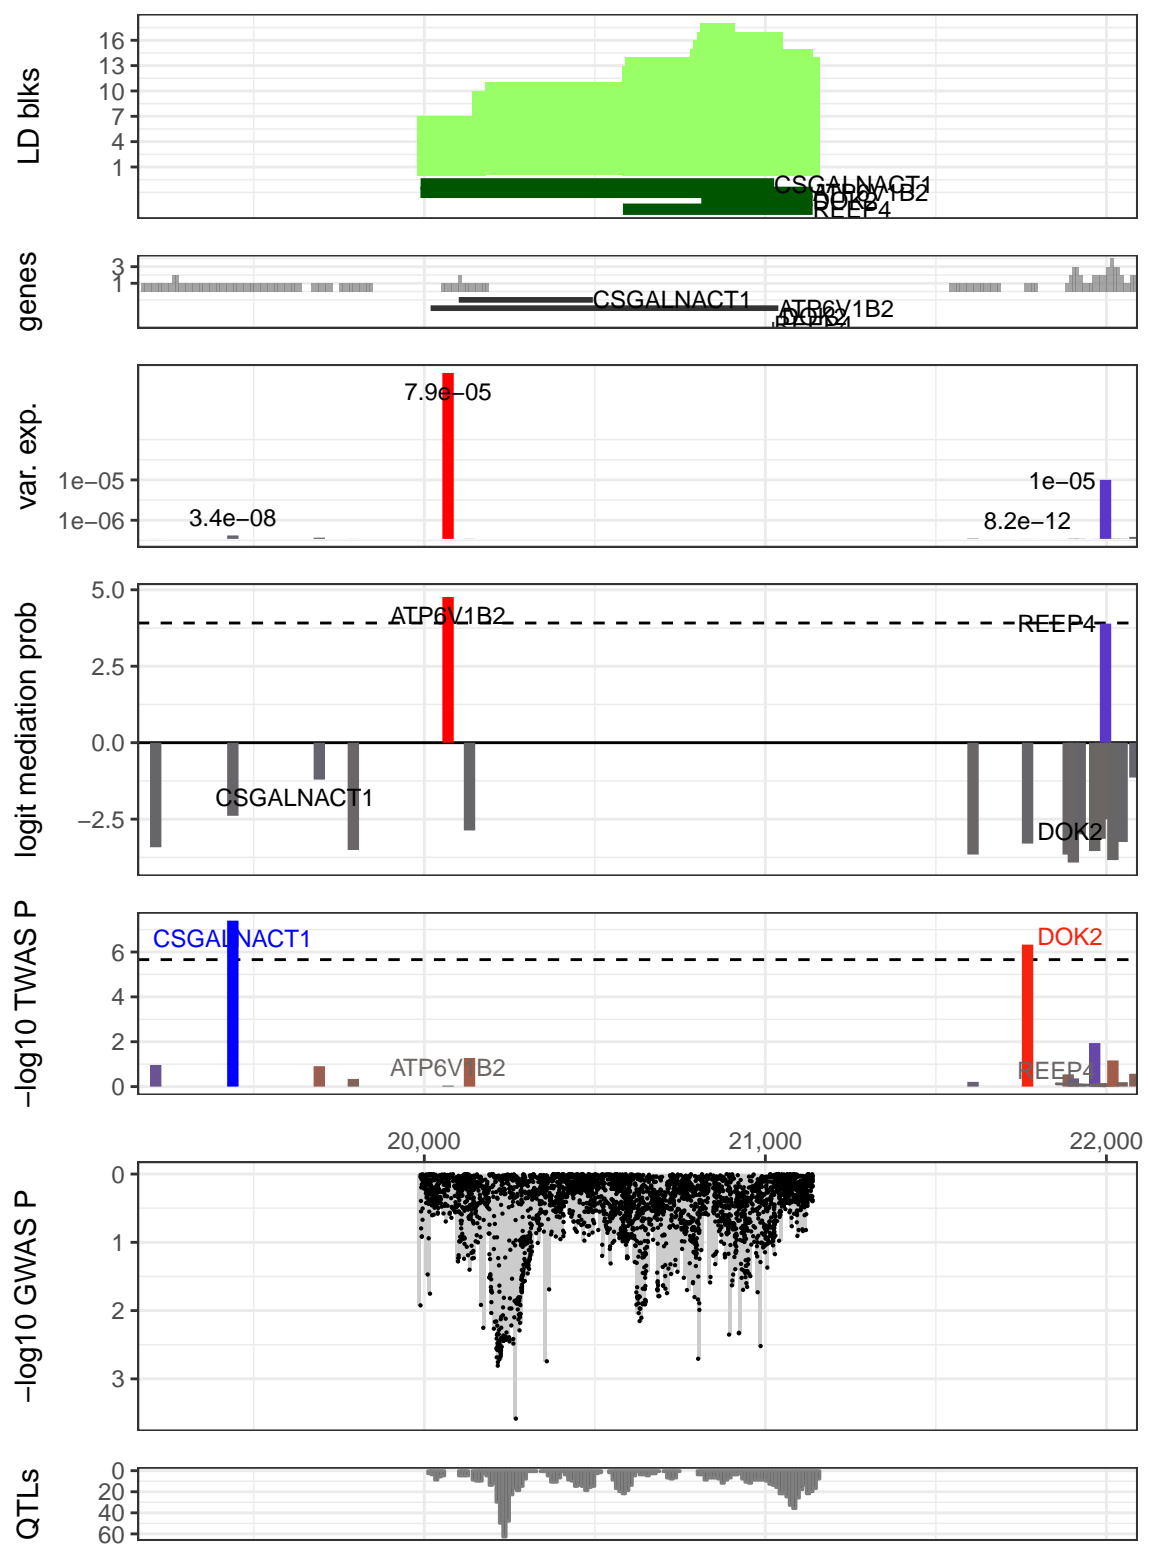 LD blks
16
13
10
7
4
1
CSGALNACT1
ATP6V1B2
DOK2
REEP4
genes
3
1
CSGALNACT1
ATP6V1B2
DOK2
REEP4
var. exp.
1e−05
1e−06
7.9e−05
3.4e−08
1e−05
8.2e−12
logit mediation prob
5.0
2.5
0.0
−2.5
ATP6V1B2
REEP4
CSGALNACT1
DOK2
−log10 TWAS P
6
4
2
0
CSGALNACT1
DOK2
ATP6V1B2
REEP4
20,000
21,000
22,000
−log10 GWAS P
0
1
2
3
QTLs
0
20
40
60